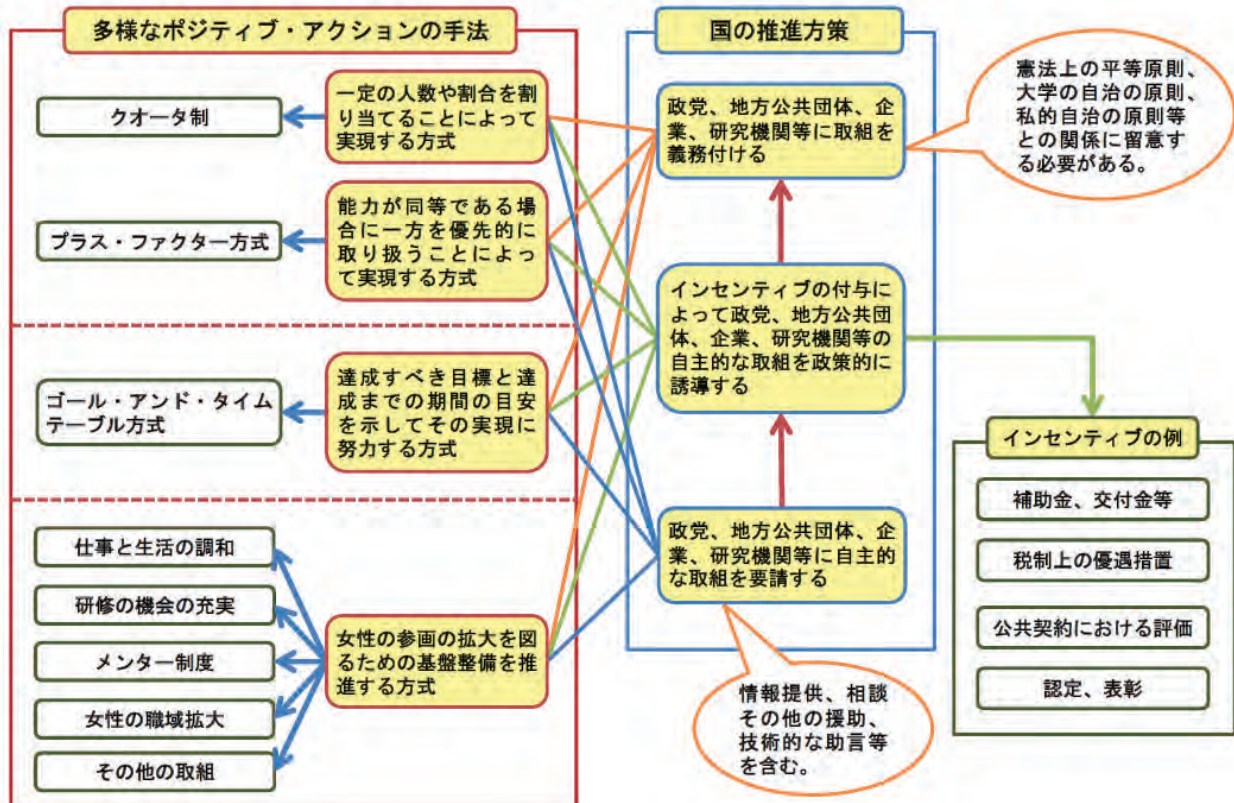 多様なポジティブ・アクションの手法
クオータ制
一定の人数や割合を割
り当てることによって
実現する方式
プラス・ファクター方式
能力が同等である場
合に一方を優先的に
取り扱うことによっ
て実現する方式
ゴール・アンド・タイム
テーブル方式
達成すべき目標と達
成までの期間の目安
を示してその実現に
努力する方式
仕事と生活の調和
研修の機会の充実
メンター制度
女性の職域拡大
その他の取組
女性の参画の拡大を図
るための基盤整備を推
進する方式
国の推進方策
政党、地方公共団体、企
業、研究機関等に取組を
義務付ける
インセンティブの付与に
よって政党、地方公共団
体、企業、研究機関等の
自主的な取組を政策的に
誘導する
政党、地方公共団体、企
業、研究機関等に自主的
な取組を要請する
憲法上の平等原則、
大学の自治の原則、
私的自治の原則等
との関係に留意す
る必要がある。
情報提供、相談
その他の援助、
技術的な助言等
を含む。
インセンティブの例
補助金、交付金等
税制上の優遇措置
公共契約における評価
認定、表彰